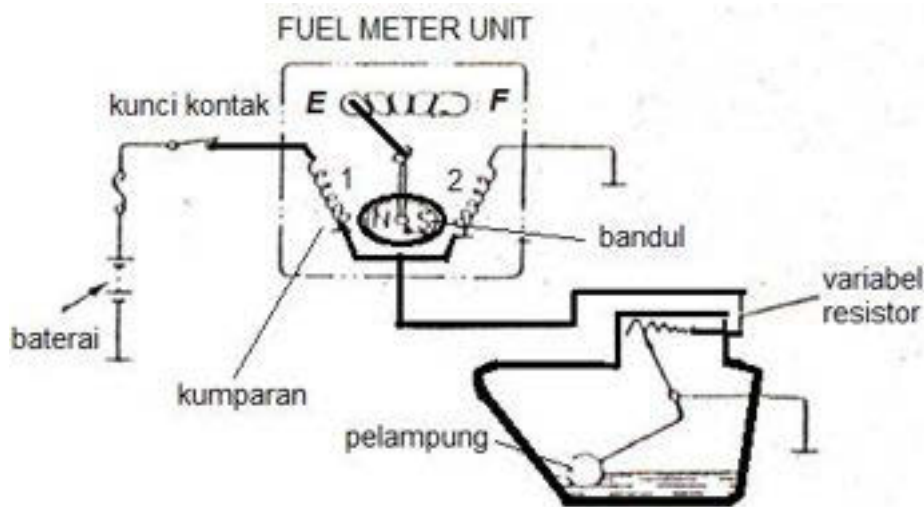 FUEL METER UNIT
kunci kontak
E F
1 2
N S
bandul
variabel
resistor
baterai
kumparan
pelampung